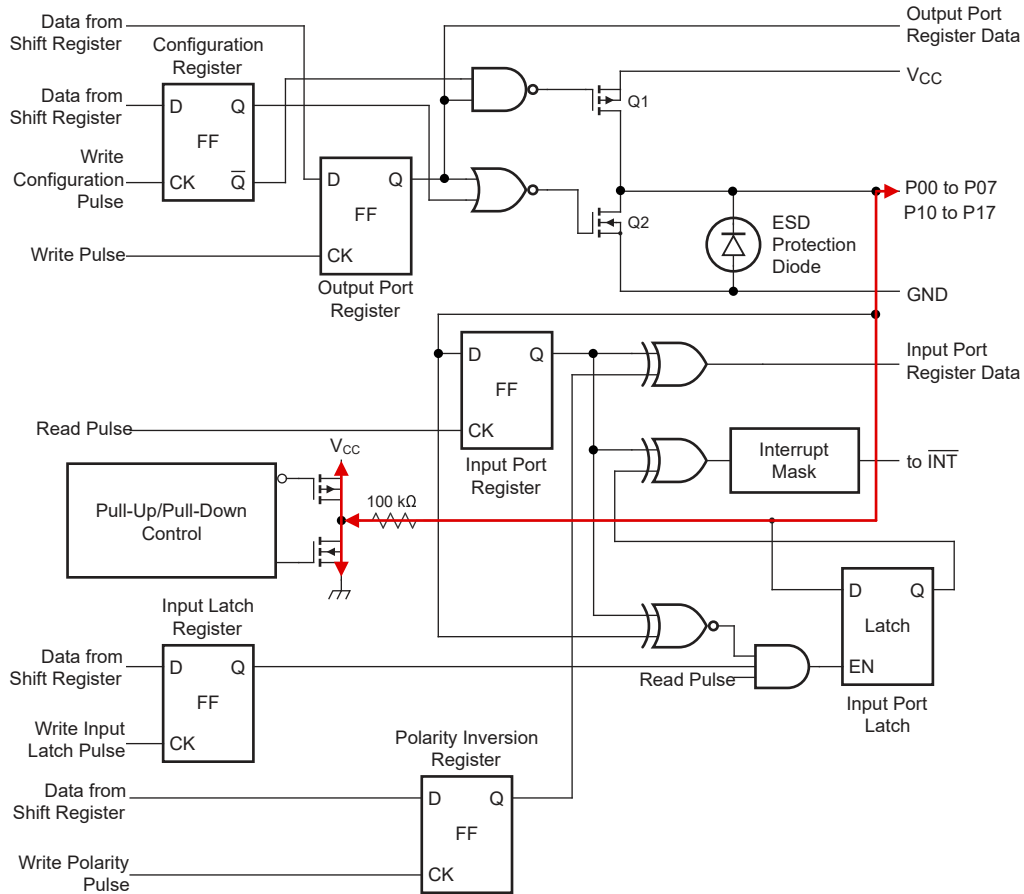 Data from
Shift Register
Configuration
Register
Data from
Shift Register
D
Q
FF
CK
Q̅
Write
Configuration
Pulse
D
Q
FF
CK
Write Pulse
Output Port
Register
Output Port
Register Data
VCC
Q1
Q2
ESD
Protection
Diode
P00 to P07
P10 to P17
GND
D
Q
FF
CK
Read Pulse
Input Port
Register
Input Port
Register Data
Interrupt
Mask
to I̅N̅T̅
VCC
Pull-Up/Pull-Down
Control
100 kΩ
Input Latch
Register
D
Q
Latch
EN
Input Port
Latch
Read Pulse
Data from
Shift Register
D
Q
FF
CK
Write Input
Latch Pulse
Polarity Inversion
Register
Data from
Shift Register
D
Q
FF
CK
Write Polarity
Pulse